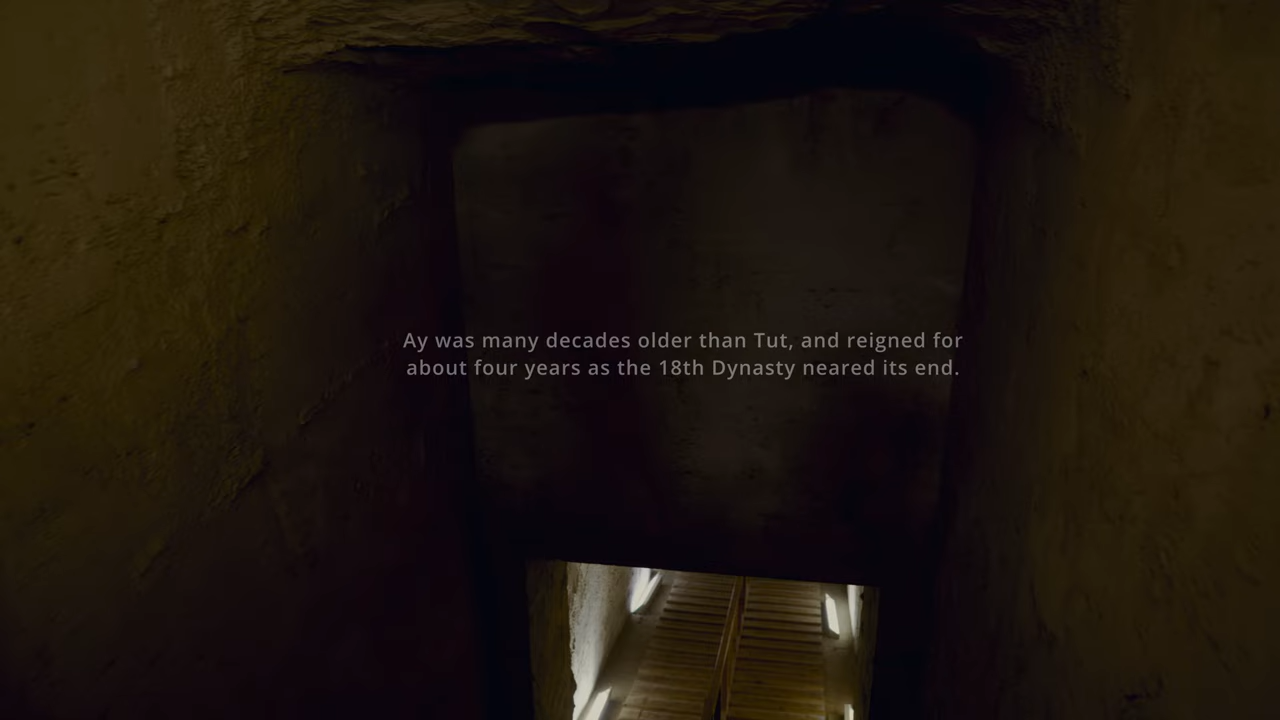 Ay was many decades older than Tut, and reigned for
about four years as the 18th Dynasty neared its end.